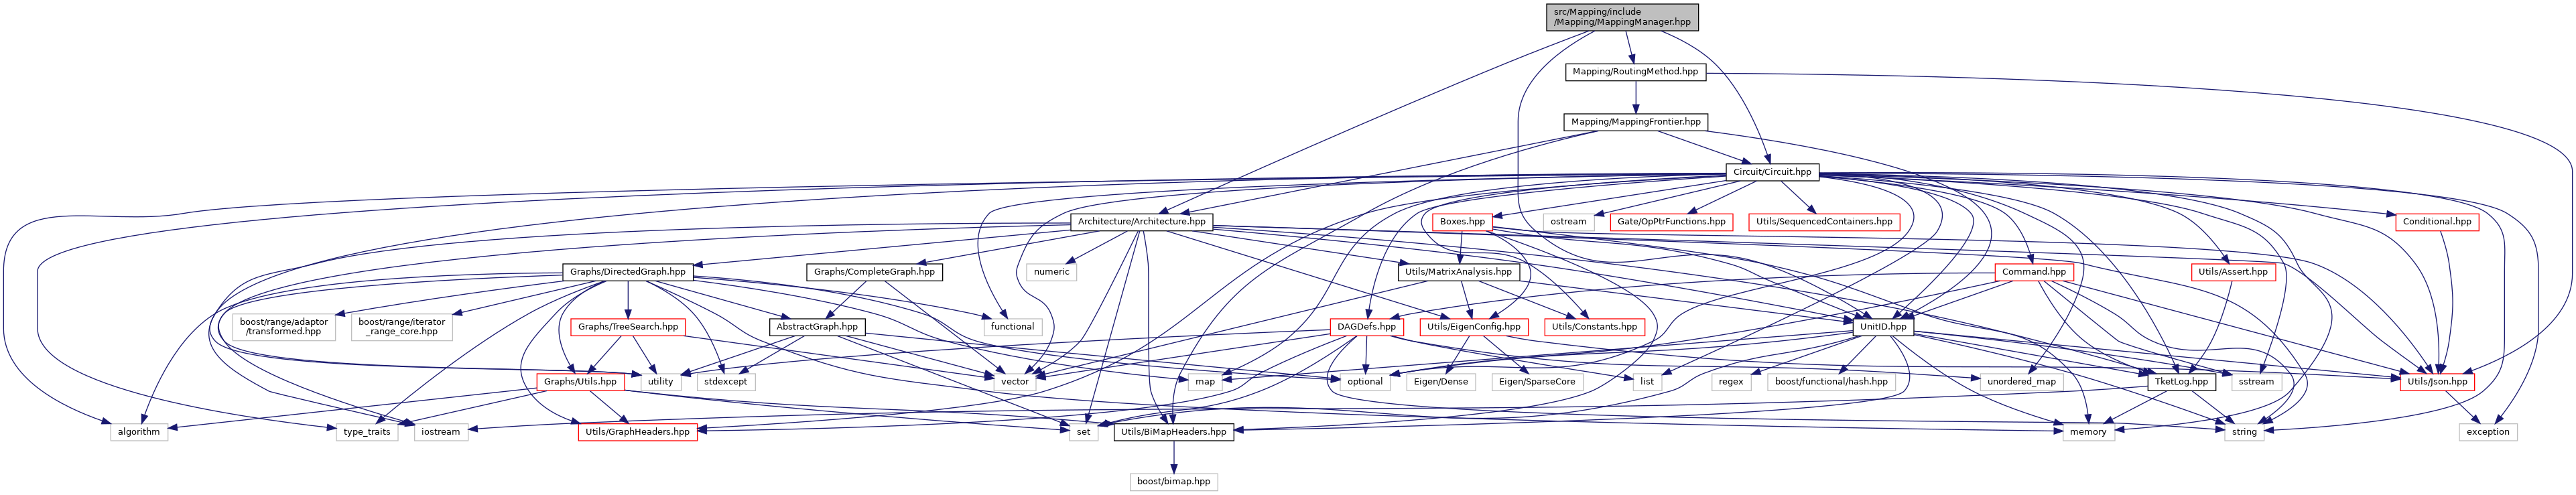 src/Mapping/include
/Mapping/MappingManager.hpp
Mapping/RoutingMethod.hpp
Mapping/MappingFrontier.hpp
Circuit/Circuit.hpp
Architecture/Architecture.hpp
Boxes.hpp
ostream
Gate/OpPtrFunctions.hpp
Utils/SequencedContainers.hpp
Conditional.hpp
Graphs/DirectedGraph.hpp
Graphs/CompleteGraph.hpp
numeric
Utils/MatrixAnalysis.hpp
Command.hpp
Utils/Assert.hpp
boost/range/adaptor
/transformed.hpp
boost/range/iterator
_range_core.hpp
Graphs/TreeSearch.hpp
AbstractGraph.hpp
functional
DAGDefs.hpp
Utils/EigenConfig.hpp
Utils/Constants.hpp
UnitID.hpp
Graphs/Utils.hpp
utility
stdexcept
vector
map
optional
Eigen/Dense
Eigen/SparseCore
list
regex
boost/functional/hash.hpp
unordered_map
TketLog.hpp
sstream
Utils/Json.hpp
algorithm
type_traits
iostream
Utils/GraphHeaders.hpp
set
Utils/BiMapHeaders.hpp
memory
string
exception
boost/bimap.hpp